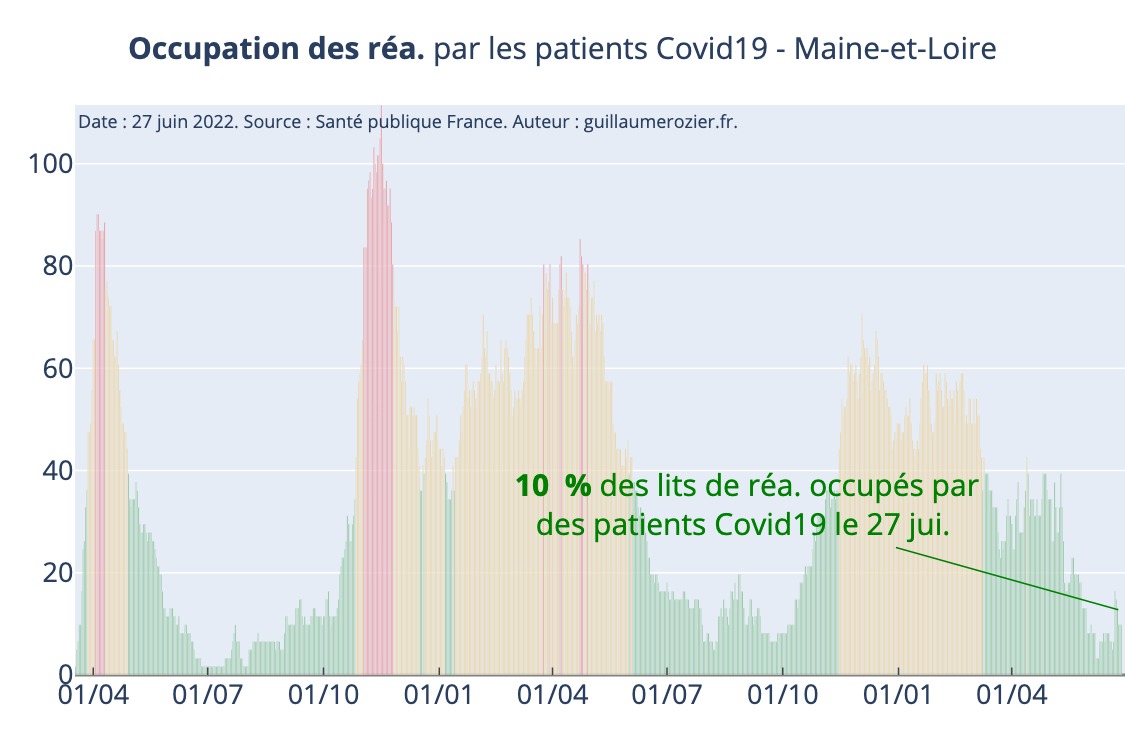 Occupation des réa. par les patients Covid19 - Maine-et-Loire
Date : 27 juin 2022. Source : Santé publique France. Auteur : guillaumerozier.fr.
100
80
60
40
20
0
10 % des lits de réa. occupés par
des patients Covid19 le 27 jui.
01/04 01/07 01/10 01/01 01/04 01/07 01/10 01/01 01/04